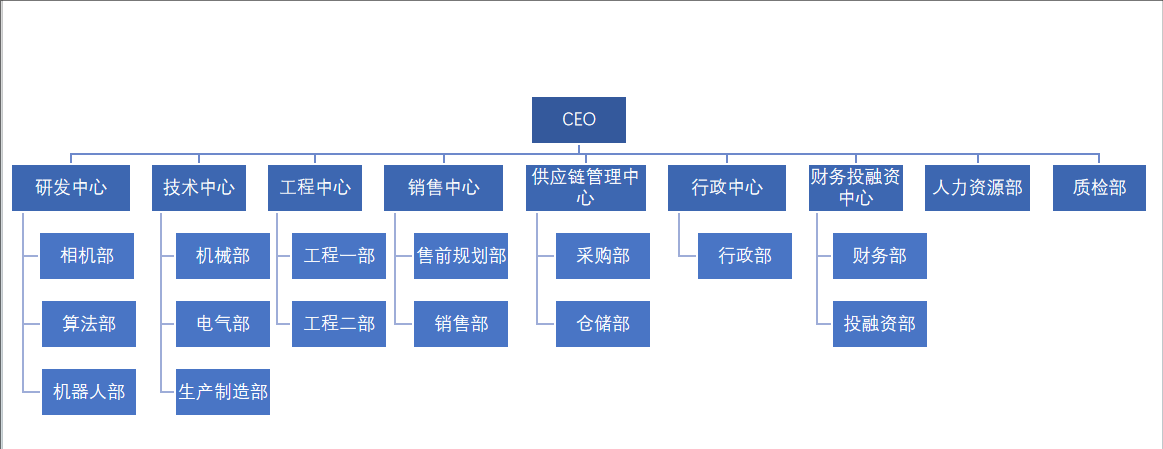 CEO
研发中心
技术中心
工程中心
销售中心
供应链管理中
心
行政中心
财务投融资
中心
人力资源部
质检部
相机部
机械部
工程一部
售前规划部
采购部
行政部
财务部
算法部
电气部
工程二部
销售部
仓储部
投融资部
机器人部
生产制造部